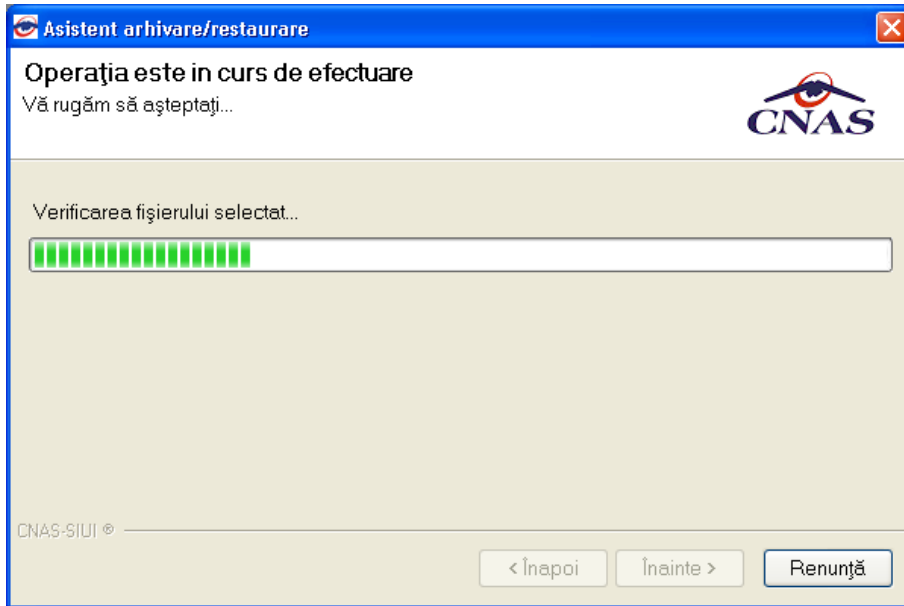 Asistent arhivare/restaurare
Operaţia este in curs de efectuare
Vă rugăm să aşteptaţi...
CNAS
Verificarea fişierului selectat...
CNAS-SIUI ®
< Înapoi
Înainte >
Renunţă